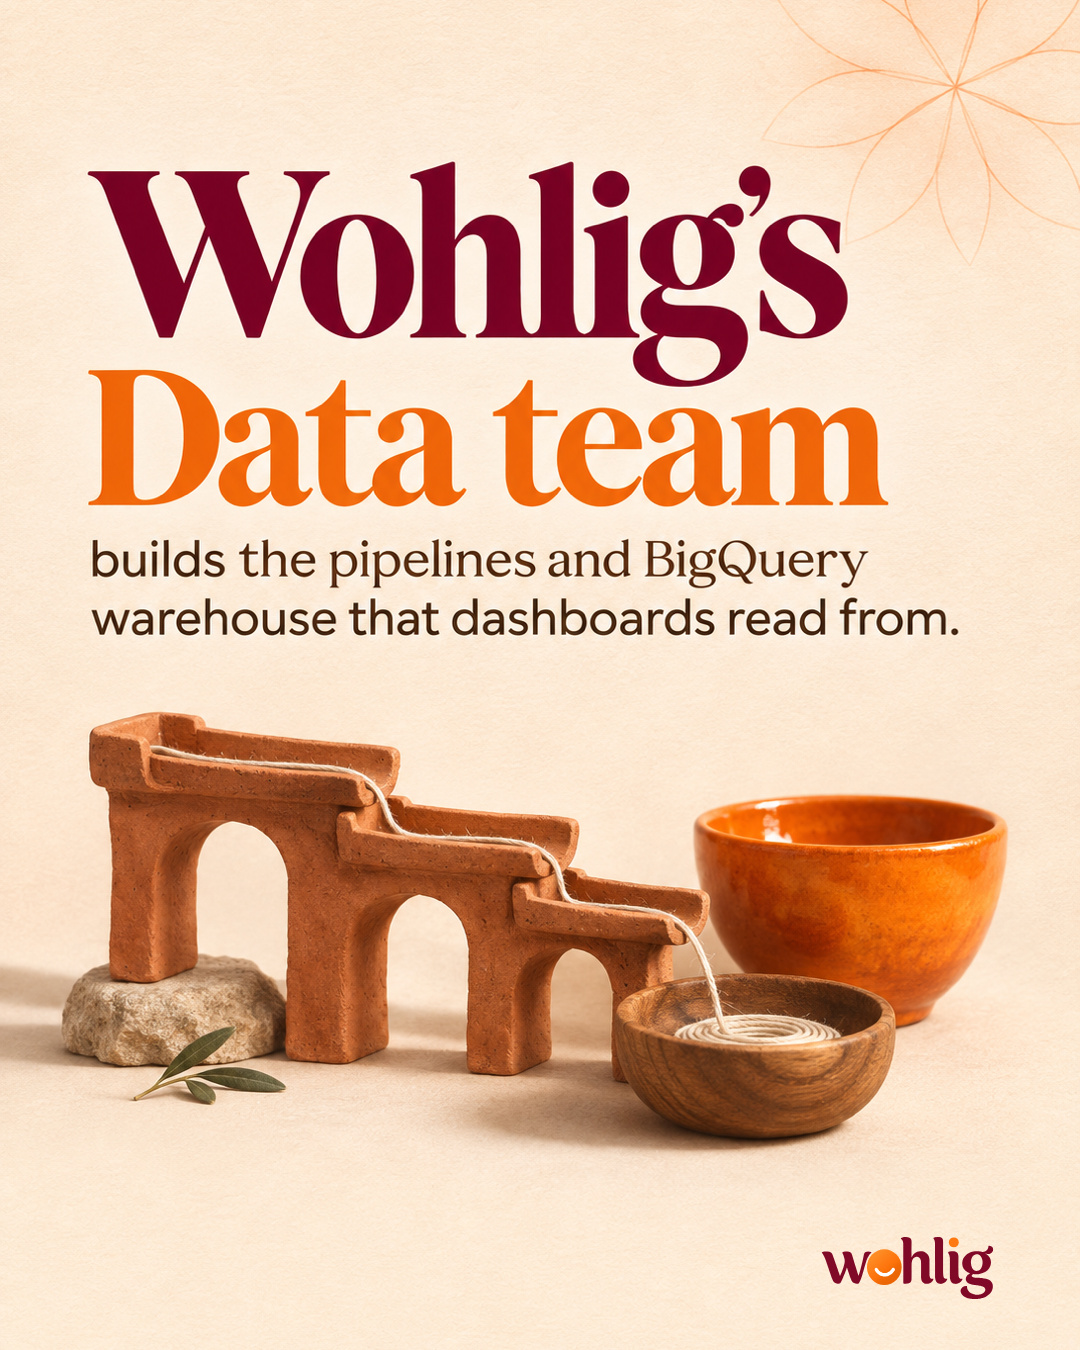 Wohlig's
Data team
builds the pipelines and BigQuery
warehouse that dashboards read from.
wohlig